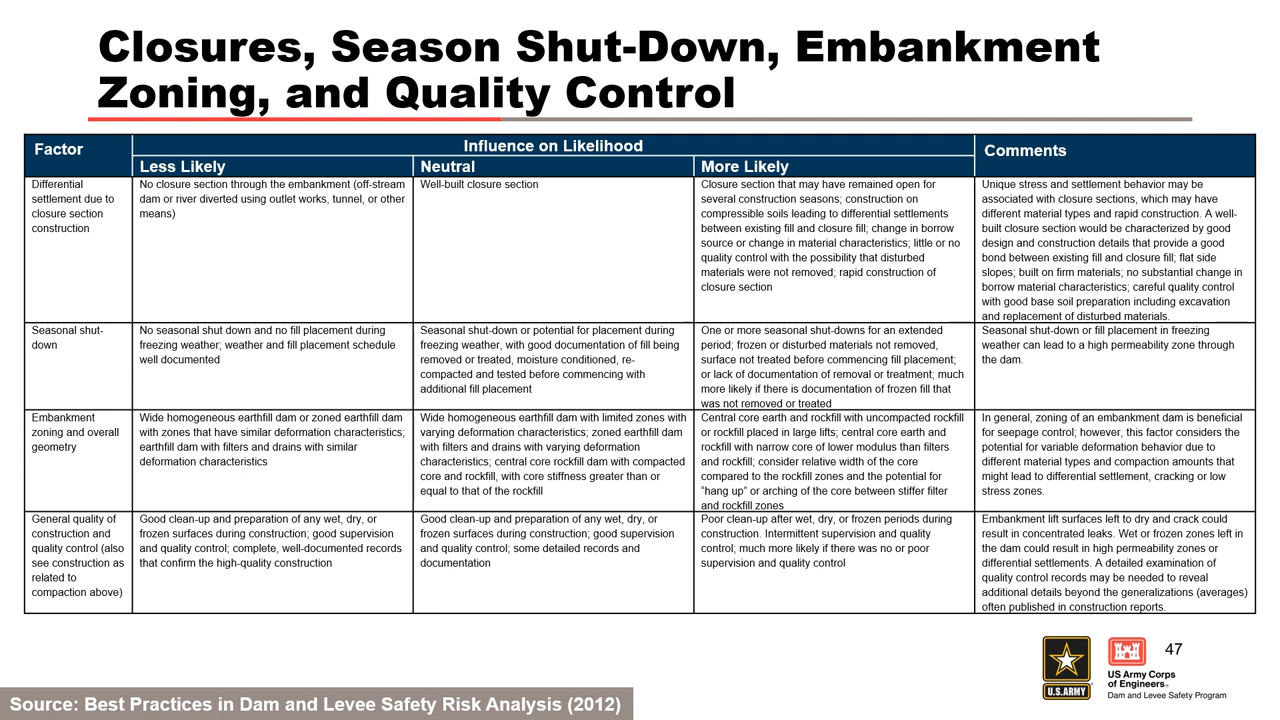 Closures, Season Shut-Down, Embankment
Zoning, and Quality Control
Factor
Influence on Likelihood
Comments
Less Likely
Neutral
More Likely
Differential
settlement due to
closure section
construction
No closure section through the embankment (off-stream
dam or river diverted using outlet works, tunnel, or other
means)
Well-built closure section
Closure section that may have remained open for
several construction seasons; construction on
compressible soils leading to differential settlements
between existing fill and closure fill; change in borrow
source or change in material characteristics; little or no
quality control with the possibility that disturbed
materials were not removed; rapid construction of
closure section
Unique stress and settlement behavior may be
associated with closure sections, which may have
different material types and rapid construction. A well-
built closure section would be characterized by good
design and construction details that provide a good
bond between existing fill and closure fill; flat side
slopes; built on firm materials; no substantial change in
borrow material characteristics; careful quality control
with good base soil preparation including excavation
and replacement of disturbed materials.
Seasonal shut-
down
No seasonal shut down and no fill placement during
freezing weather; weather and fill placement schedule
well documented
Seasonal shut-down or potential for placement during
freezing weather, with good documentation of fill being
removed or treated, moisture conditioned, re-
compacted and tested before commencing with
additional fill placement
One or more seasonal shut-downs for an extended
period; frozen or disturbed materials not removed,
surface not treated before commencing fill placement;
or lack of documentation of removal or treatment; much
more likely if there is documentation of frozen fill that
was not removed or treated
Seasonal shut-down or fill placement in freezing
weather can lead to a high permeability zone through
the dam.
Embankment
zoning and overall
geometry
Wide homogeneous earthfill dam or zoned earthfill dam
with zones that have similar deformation characteristics;
earthfill dam with filters and drains with similar
deformation characteristics
Wide homogeneous earthfill dam with limited zones with
varying deformation characteristics; zoned earthfill dam
with filters and drains with varying deformation
characteristics; central core rockfill dam with compacted
core and rockfill, with core stiffness greater than or
equal to that of the rockfill
Central core earth and rockfill with uncompacted rockfill
or rockfill placed in large lifts; central core earth and
rockfill with narrow core of lower modulus than filters
and rockfill; consider relative width of the core
compared to the rockfill zones and the potential for
"hang up" or arching of the core between stiffer filter
and rockfill zones
In general, zoning of an embankment dam is beneficial
for seepage control; however, this factor considers the
potential for variable deformation behavior due to
different material types and compaction amounts that
might lead to differential settlement, cracking or low
stress zones.
General quality of
construction and
quality control (also
see construction as
related to
compaction above)
Good clean-up and preparation of any wet, dry, or
frozen surfaces during construction; good supervision
and quality control; complete, well-documented records
that confirm the high-quality construction
Good clean-up and preparation of any wet, dry, or
frozen surfaces during construction; good supervision
and quality control; some detailed records and
documentation
Poor clean-up after wet, dry, or frozen periods during
construction. Intermittent supervision and quality
control; much more likely if there was no or poor
supervision and quality control
Embankment lift surfaces left to dry and crack could
result in concentrated leaks. Wet or frozen zones left in
the dam could result in high permeability zones or
differential settlements. A detailed examination of
quality control records may be needed to reveal
additional details beyond the generalizations (averages)
often published in construction reports.
47
U.S.ARMY
US Army Corps
of Engineers®
Dam and Levee Safety Program
Source: Best Practices in Dam and Levee Safety Risk Analysis (2012)